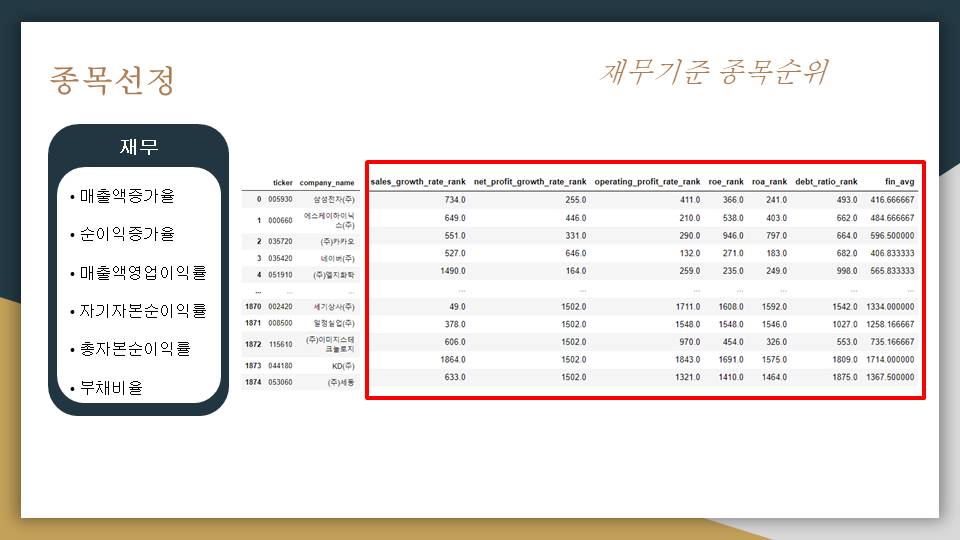 종목선정
재무기준 종목순위
재무
• 매출액증가율
• 순이익증가율
• 매출액영업이익률
• 자기자본순이익률
• 총자본순이익률
• 부채비율
ticker company_name sales_growth_rate_rank net_profit_growth_rate_rank operating_profit_rate_rank roe_rank roa_rank debt_ratio_rank fin_avg
0 005930 삼성전자(주) 734.0 255.0 411.0 366.0 241.0 493.0 416.666667
1 000660 에스케이하이닉
스(주) 649.0 446.0 210.0 538.0 403.0 662.0 484.666667
2 035720 (주)카카오 551.0 331.0 290.0 946.0 797.0 664.0 596.500000
3 035420 네이버(주) 527.0 646.0 132.0 271.0 183.0 682.0 406.833333
4 051910 (주)엘지화학 1490.0 164.0 259.0 235.0 249.0 998.0 565.833333
... ... ... ... ... ... ... ... ... ...
1870 002420 세기상사(주) 49.0 1502.0 1711.0 1608.0 1592.0 1542.0 1334.000000
1871 008500 일정실업(주) 378.0 1502.0 1548.0 1548.0 1546.0 1027.0 1258.166667
1872 115610 (주)이미지스테
크놀로지 606.0 1502.0 970.0 454.0 326.0 553.0 735.166667
1873 044180 KD(주) 1864.0 1502.0 1843.0 1691.0 1575.0 1809.0 1714.000000
1874 053060 (주)세동 633.0 1502.0 1321.0 1410.0 1464.0 1875.0 1367.500000